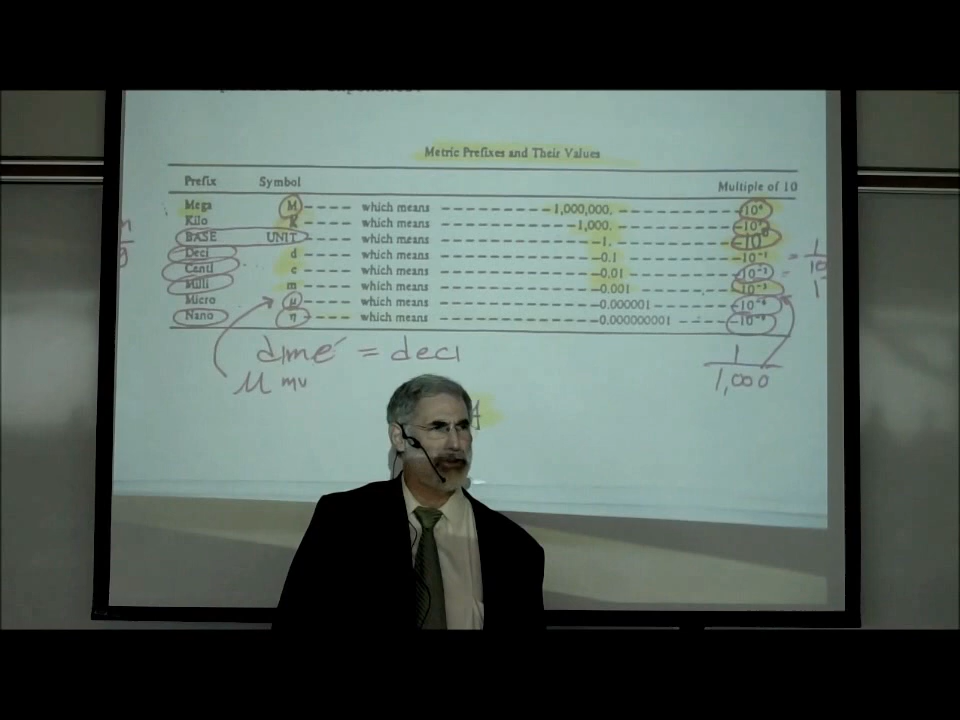 Metric Prefixes and Their Values
Prefix Symbol Multiple of 10
Mega M ----- which means ----- 1,000,000. ----- 10⁶
Kilo K ----- which means ----- 1,000. ----- 10³
BASE UNIT ----- which means ----- 1. ----- 10⁰
Deci d ----- which means ----- 0.1 ----- 10⁻¹
Centi c ----- which means ----- 0.01 ----- 10⁻²
Milli m ----- which means ----- 0.001 ----- 10⁻³
Micro μ ----- which means ----- 0.000001 ----- 10⁻⁶
Nano η ----- which means ----- 0.000000001 ----- 10⁻⁹
dime = deci
μ mu
1
1,000